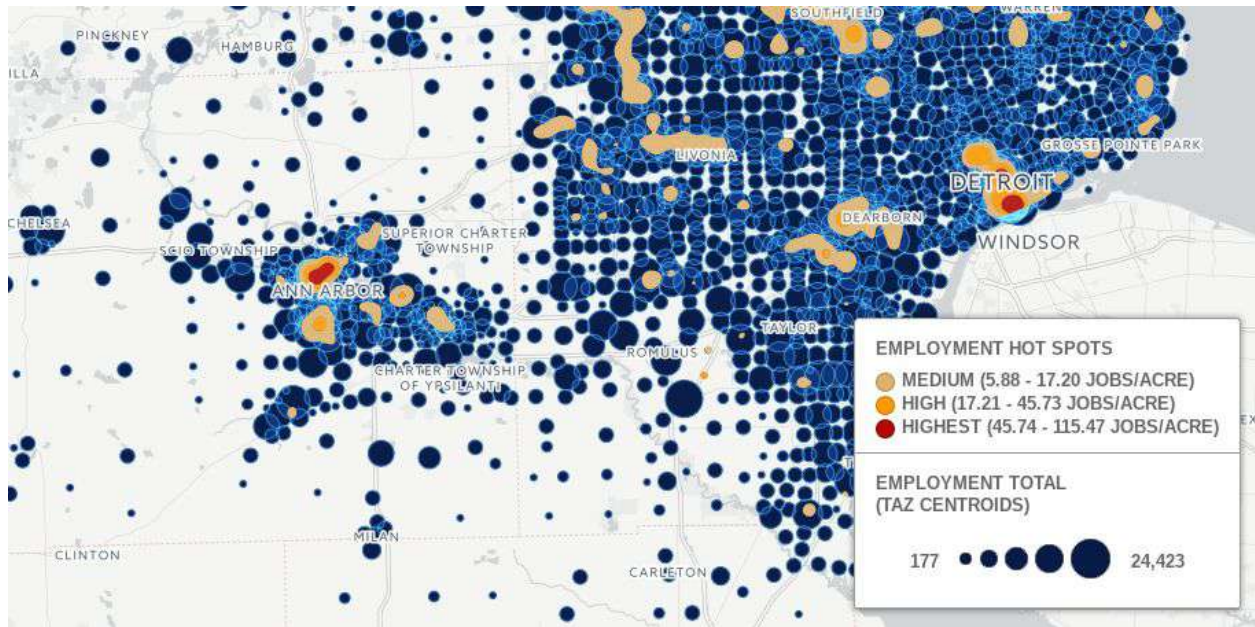 SOUTHFIELD
WARREN
PINCKNEY
HAMBURG
ILLA
LIVONIA
GROSSE POINTE PARK
DETROIT
CHELSEA
SCIO TOWNSHIP
SUPERIOR CHARTER
TOWNSHIP
DEARBORN
WINDSOR
ANN ARBOR
TAYLOR
ROMULUS
CHARTER TOWNSHIP
OF YPSILANTI
EMPLOYMENT HOT SPOTS
MEDIUM (5.88 - 17.20 JOBS/ACRE)
HIGH (17.21 - 45.73 JOBS/ACRE)
HIGHEST (45.74 - 115.47 JOBS/ACRE)
EX
T
EMPLOYMENT TOTAL
(TAZ CENTROIDS)
177
24,423
MILAN
CLINTON
CARLETON